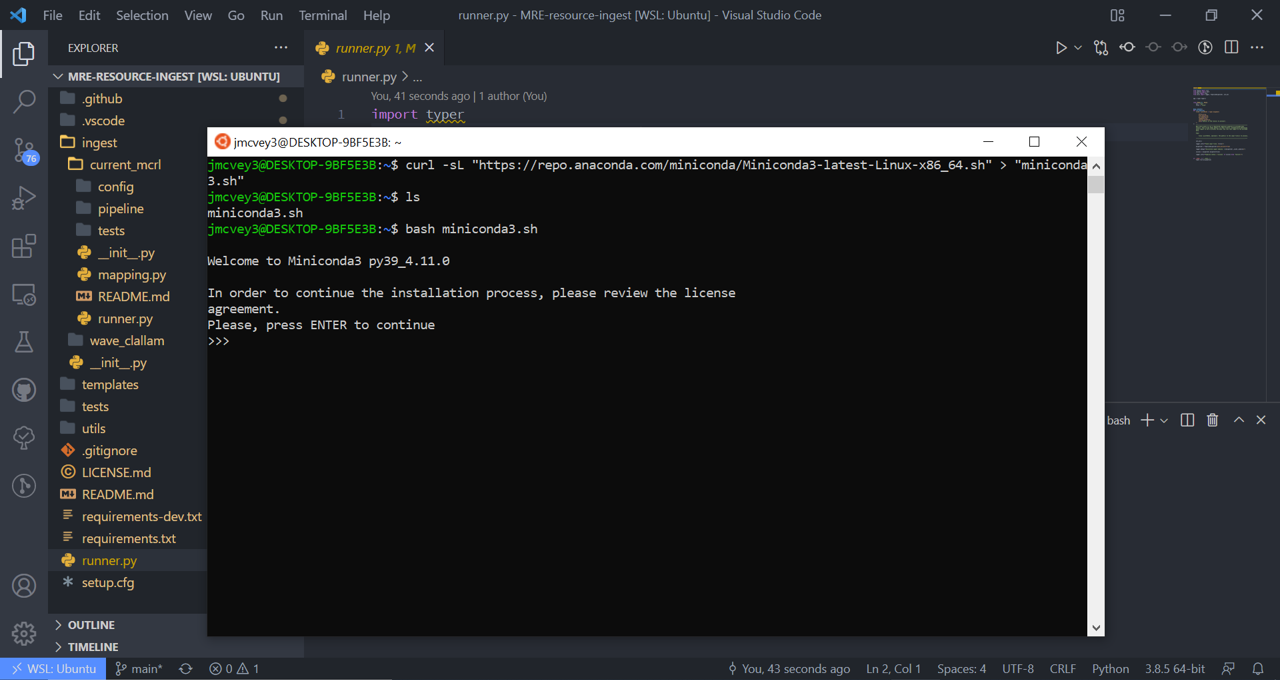 File Edit Selection View Go Run Terminal Help
runner.py - MRE-resource-ingest [WSL: Ubuntu] - Visual Studio Code
EXPLORER
MRE-RESOURCE-INGEST [WSL: UBUNTU]
.github
.vscode
ingest
current_mcrl
config
pipeline
tests
__init__.py
mapping.py
README.md
runner.py
wave_clallam
__init__.py
templates
tests
utils
.gitignore
LICENSE.md
README.md
requirements-dev.txt
requirements.txt
runner.py
setup.cfg
OUTLINE
TIMELINE
76
runner.py 1, M
runner.py > ...
You, 41 seconds ago | 1 author (You)
1 import typer
jmcvey3@DESKTOP-9BF5E3B: ~
jmcvey3@DESKTOP-9BF5E3B:~$ curl -sL "https://repo.anaconda.com/miniconda/Miniconda3-latest-Linux-x86_64.sh" > "miniconda
3.sh"
jmcvey3@DESKTOP-9BF5E3B:~$ ls
miniconda3.sh
jmcvey3@DESKTOP-9BF5E3B:~$ bash miniconda3.sh
Welcome to Miniconda3 py39_4.11.0
In order to continue the installation process, please review the license
agreement.
Please, press ENTER to continue
>>>
bash
WSL: Ubuntu main* 0 1 You, 43 seconds ago Ln 2, Col 1 Spaces: 4 UTF-8 CRLF Python 3.8.5 64-bit